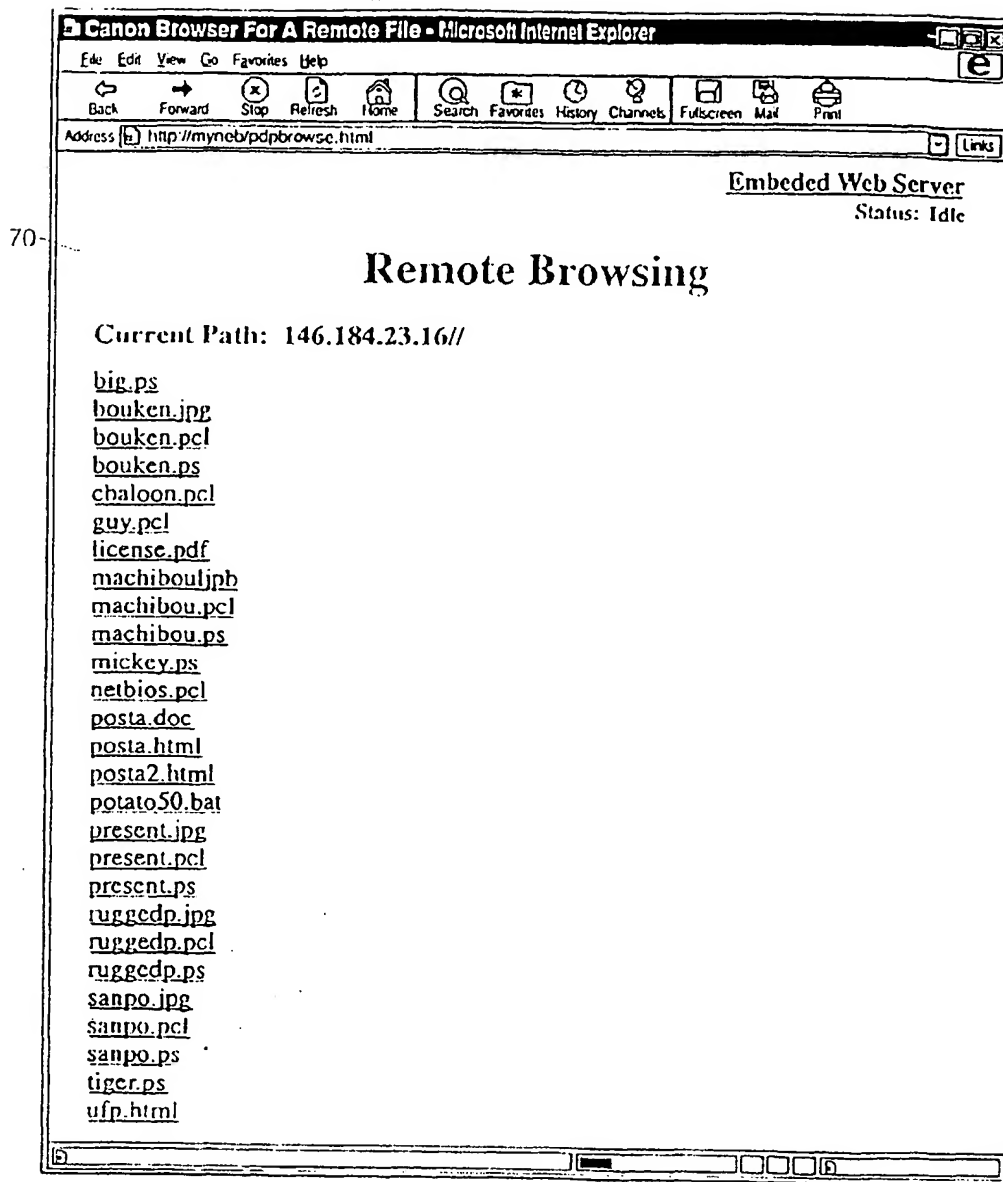 Canon Browser For A Remote File - Microsoft Internet Explorer
File Edit View Go Favorites Help
Back Forward Stop Refresh Home Search Favorites History Channels Fullscreen Mail Print
Address http://myneb/pdpbrowse.html Links
Embeded Web Server
Status: Idle
70
Remote Browsing
Current Path: 146.184.23.16//
big.ps
bouken.jpg
bouken.pcl
bouken.ps
chaloon.pcl
guy.pcl
license.pdf
machibouljpb
machibou.pcl
machibou.ps
mickey.ps
netbios.pcl
posta.doc
posta.html
posta2.html
potato50.bat
present.jpg
present.pcl
present.ps
ruggedp.jpg
ruggedp.pcl
ruggedp.ps
sanpo.jpg
sanpo.pcl
sanpo.ps
tiger.ps
ufp.html